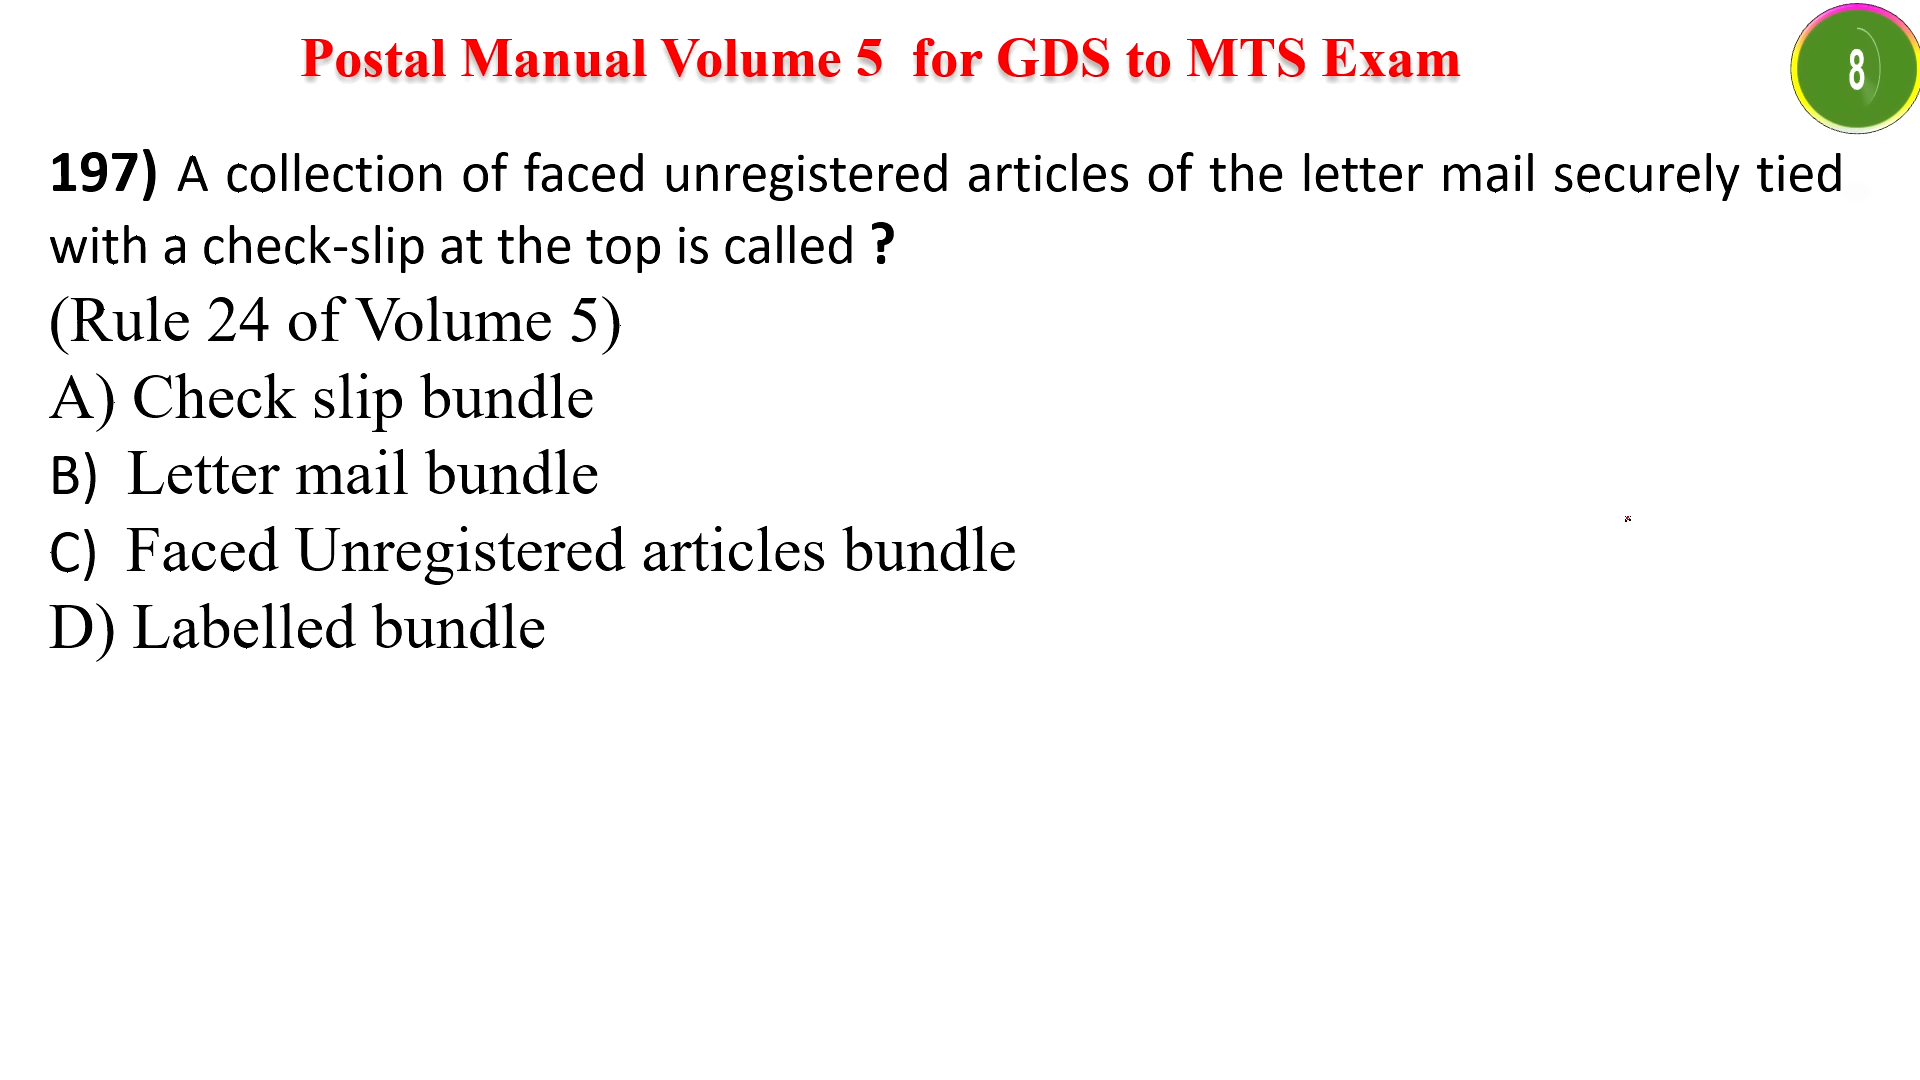 Postal Manual Volume 5 for GDS to MTS Exam
8
197) A collection of faced unregistered articles of the letter mail securely tied
with a check-slip at the top is called ?
(Rule 24 of Volume 5)
A) Check slip bundle
B) Letter mail bundle
C) Faced Unregistered articles bundle
D) Labelled bundle